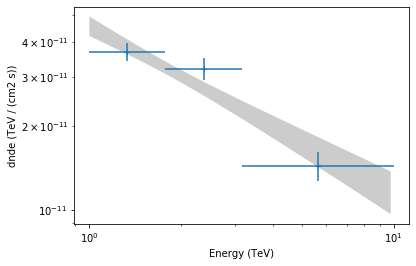 dnde (TeV / (cm2 s))
4 × 10⁻¹¹
3 × 10⁻¹¹
2 × 10⁻¹¹
10⁻¹¹
10⁰
10¹
Energy (TeV)